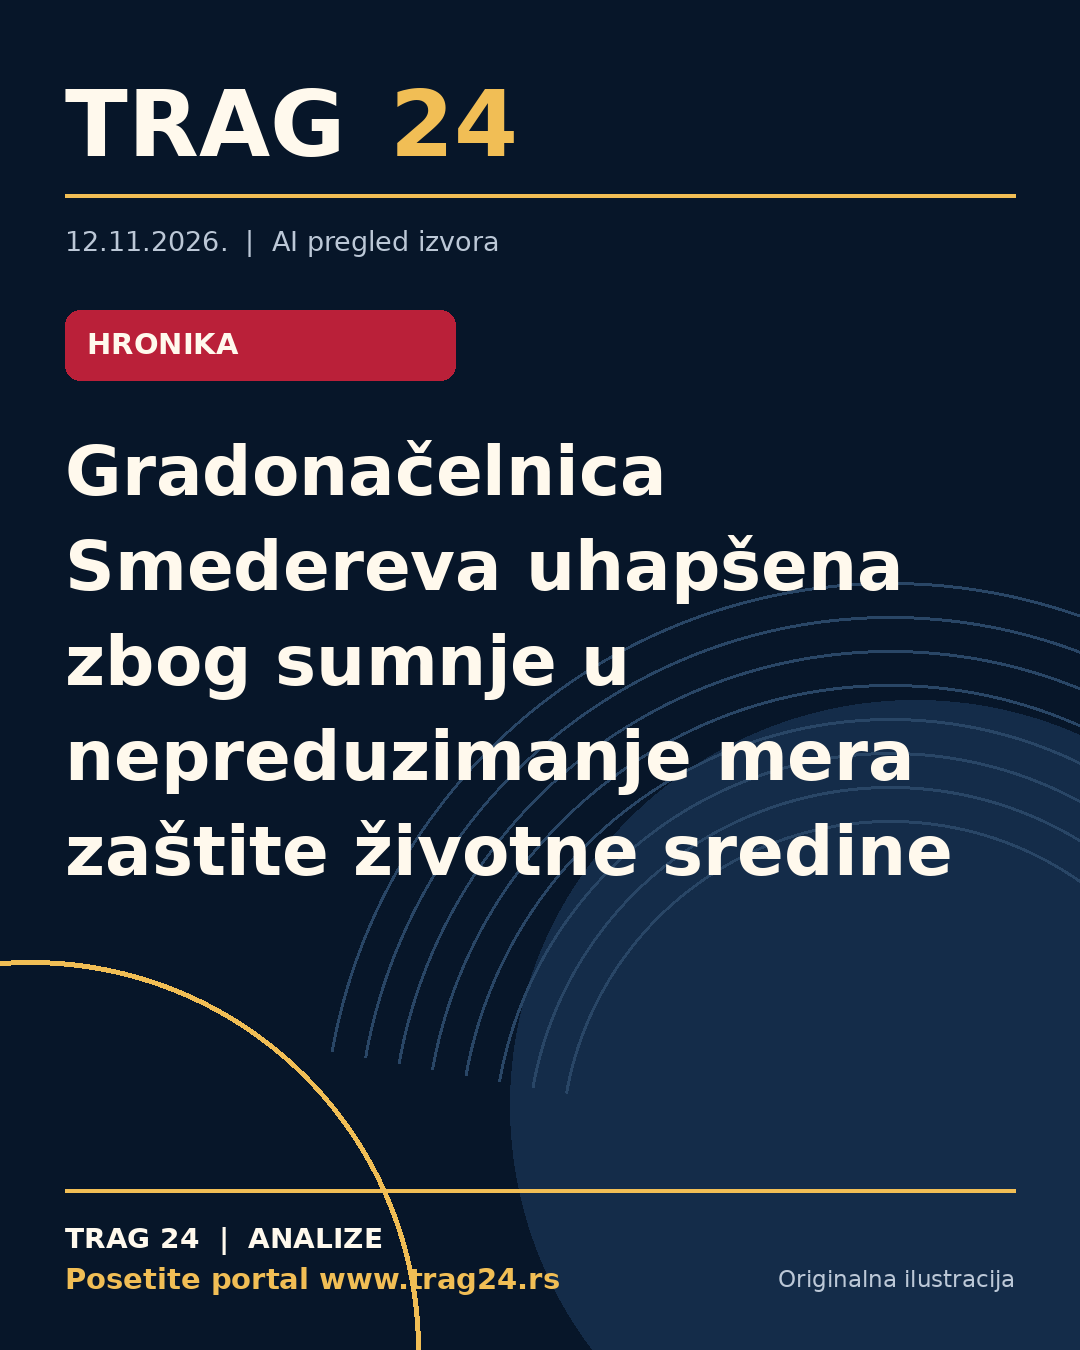 TRAG 24
12.11.2026. | AI pregled izvora
HRONIKA
Gradonačelnica
Smedereva uhapšena
zbog sumnje u
nepreduzimanje mera
zaštite životne sredine
TRAG 24 | ANALIZE
Posetite portal www.trag24.rs
Originalna ilustracija